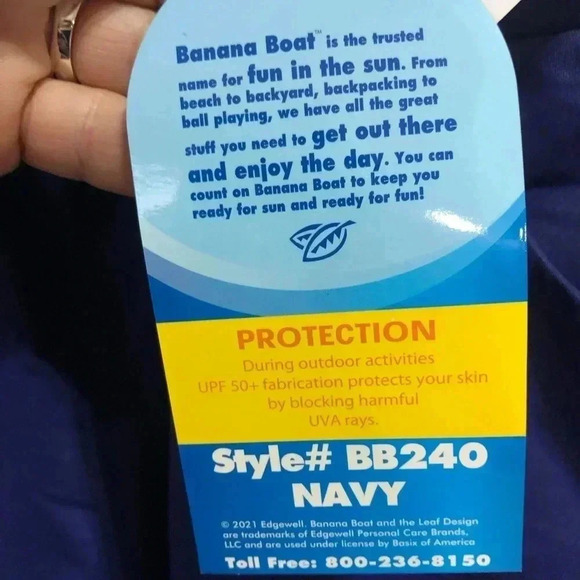 Banana Boat™ is the trusted
name for fun in the sun. From
beach to backyard, backpacking to
ball playing, we have all the great
stuff you need to get out there
and enjoy the day. You can
count on Banana Boat to keep you
ready for sun and ready for fun!
PROTECTION
During outdoor activities
UPF 50+ fabrication protects your skin
by blocking harmful
UVA rays.
Style# BB240
NAVY
© 2021 Edgewell. Banana Boat and the Leaf Design
are trademarks of Edgewell Personal Care Brands,
LLC and are used under license by Basix of America
Toll Free: 800-236-8150